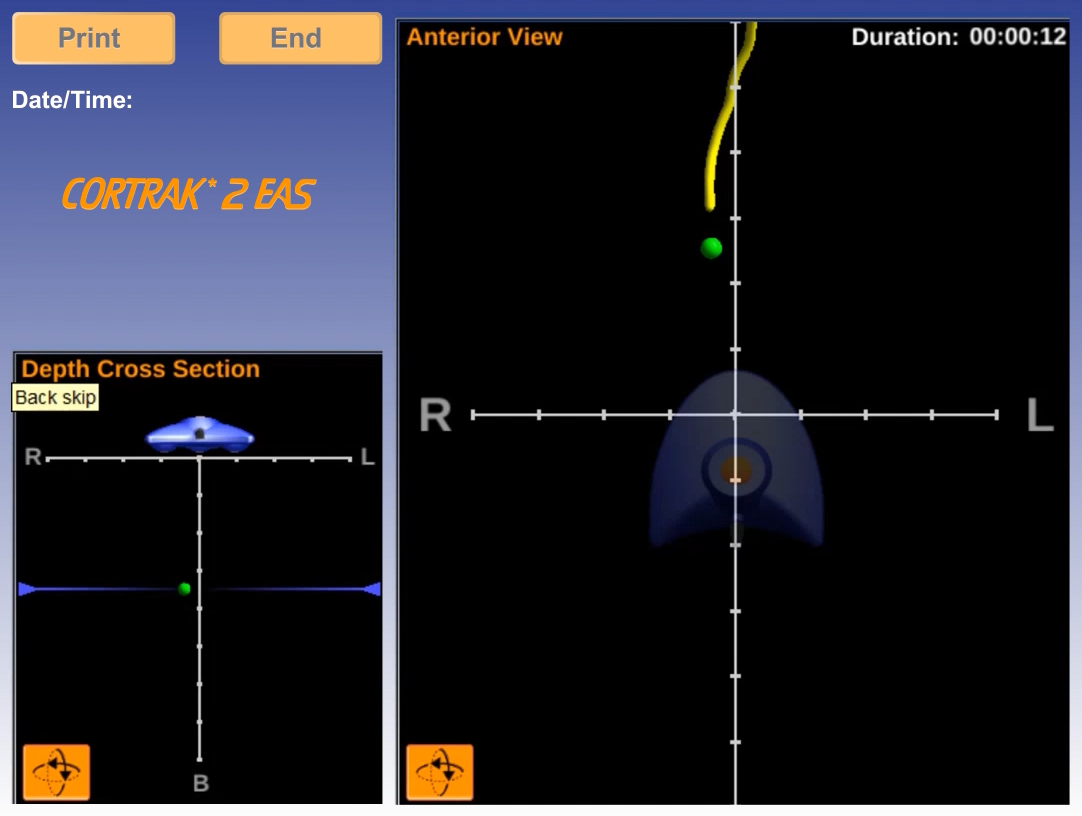 Print
End
Date/Time:
CORTRAK* 2 EAS
Anterior View
Duration: 00:00:12
R
L
Depth Cross Section
Back skip
R
L
B